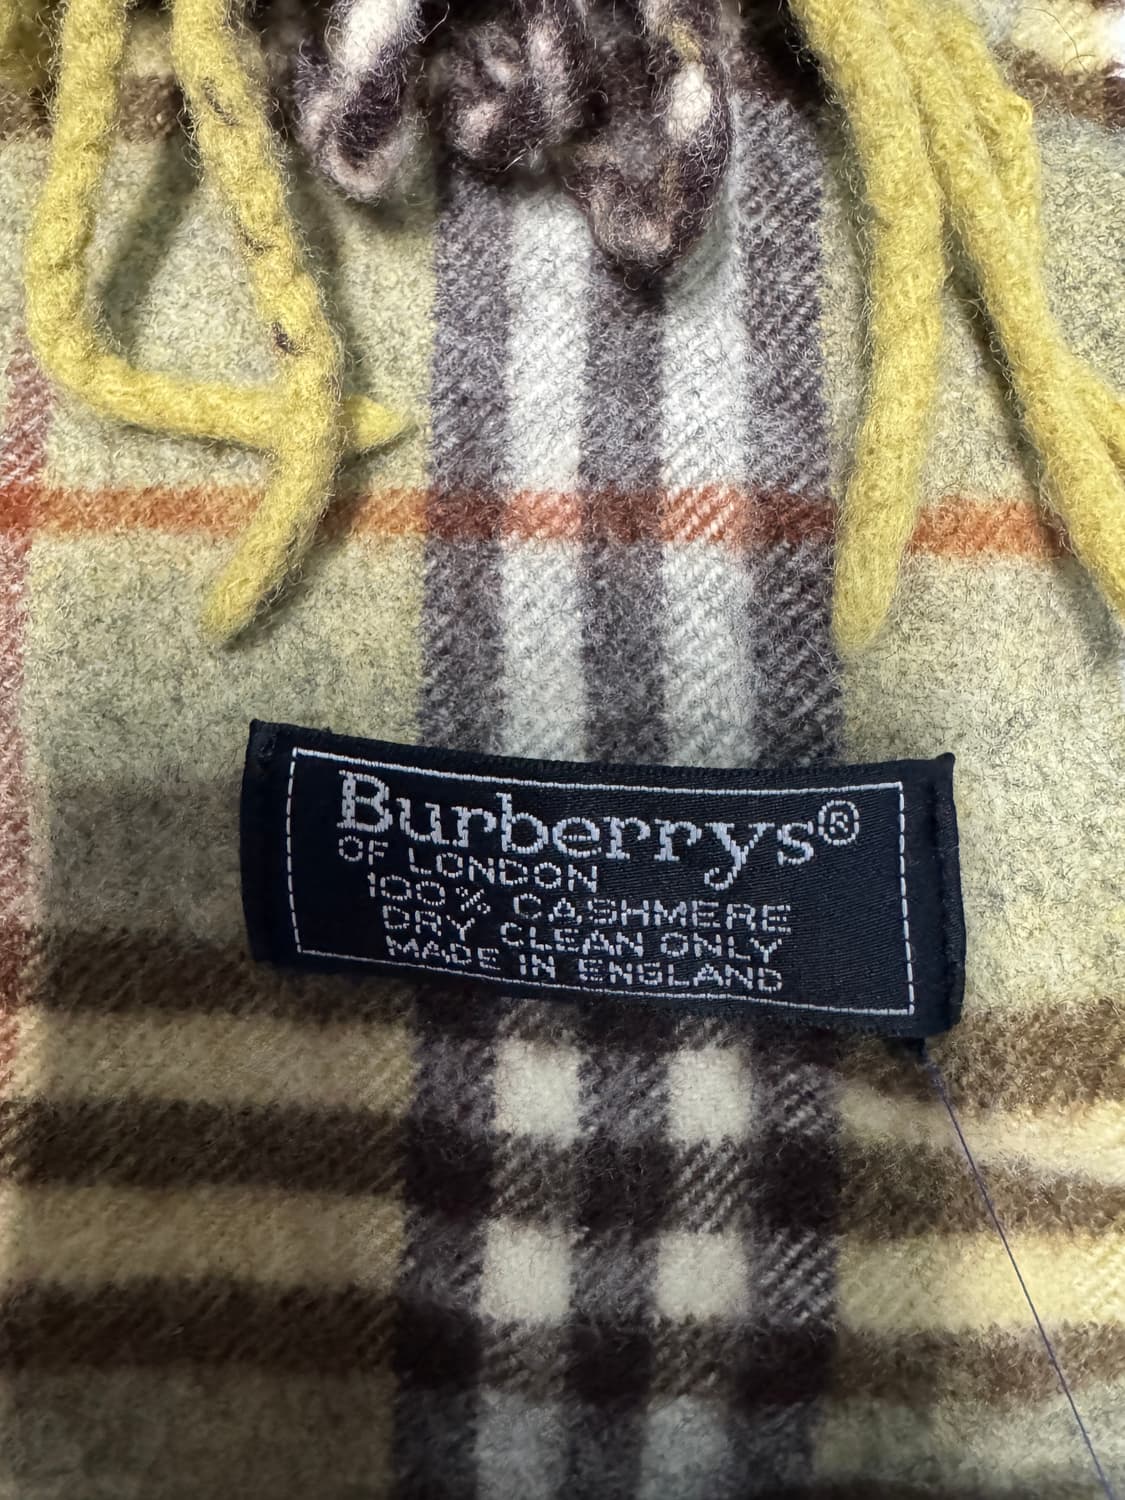 Burberrys®
OF LONDON
100% CASHMERE
DRY CLEAN ONLY
MADE IN ENGLAND